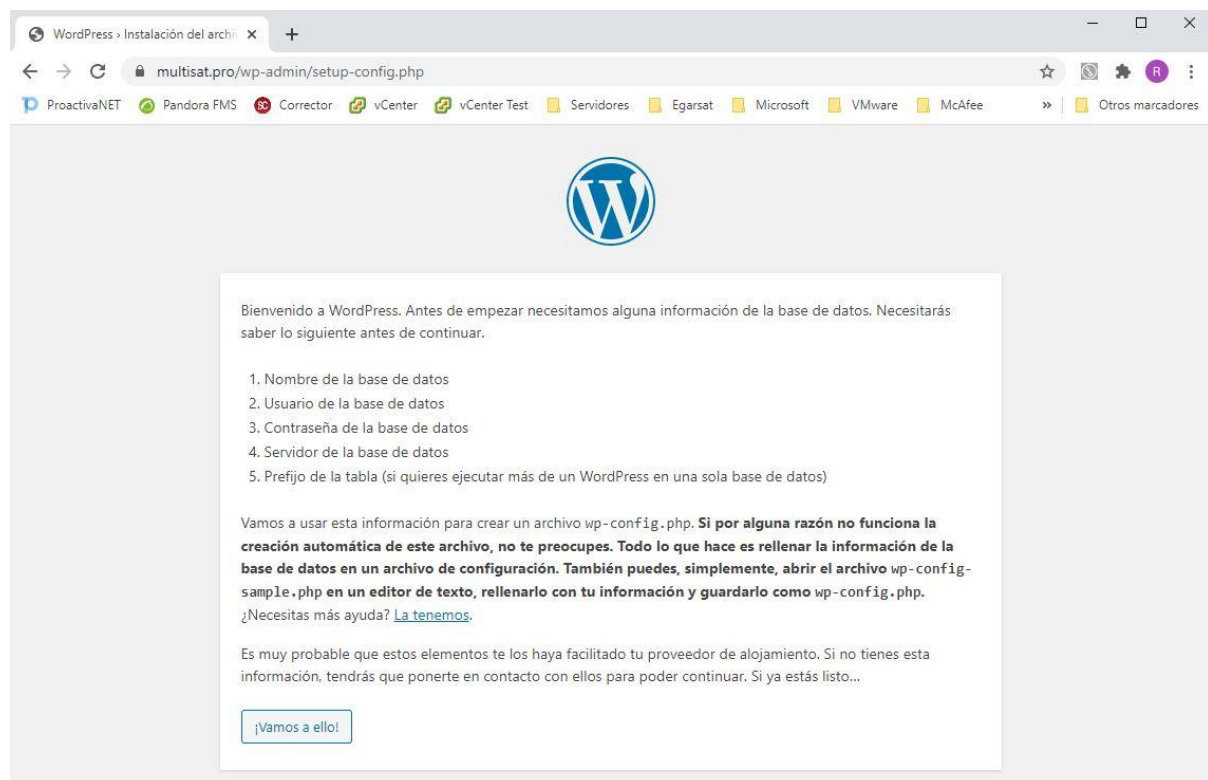 WordPress › Instalación del archi
multisat.pro/wp-admin/setup-config.php
R
ProactivaNET Pandora FMS SC Corrector vCenter vCenter Test Servidores Egarsat Microsoft VMware McAfee » Otros marcadores
W
Bienvenido a WordPress. Antes de empezar necesitamos alguna información de la base de datos. Necesitarás
saber lo siguiente antes de continuar.
1. Nombre de la base de datos
2. Usuario de la base de datos
3. Contraseña de la base de datos
4. Servidor de la base de datos
5. Prefijo de la tabla (si quieres ejecutar más de un WordPress en una sola base de datos)
Vamos a usar esta información para crear un archivo wp-config.php. Si por alguna razón no funciona la
creación automática de este archivo, no te preocupes. Todo lo que hace es rellenar la información de la
base de datos en un archivo de configuración. También puedes, simplemente, abrir el archivo wp-config-
sample.php en un editor de texto, rellenarlo con tu información y guardarlo como wp-config.php.
¿Necesitas más ayuda? La tenemos.
Es muy probable que estos elementos te los haya facilitado tu proveedor de alojamiento. Si no tienes esta
información, tendrás que ponerte en contacto con ellos para poder continuar. Si ya estás listo...
¡Vamos a ello!